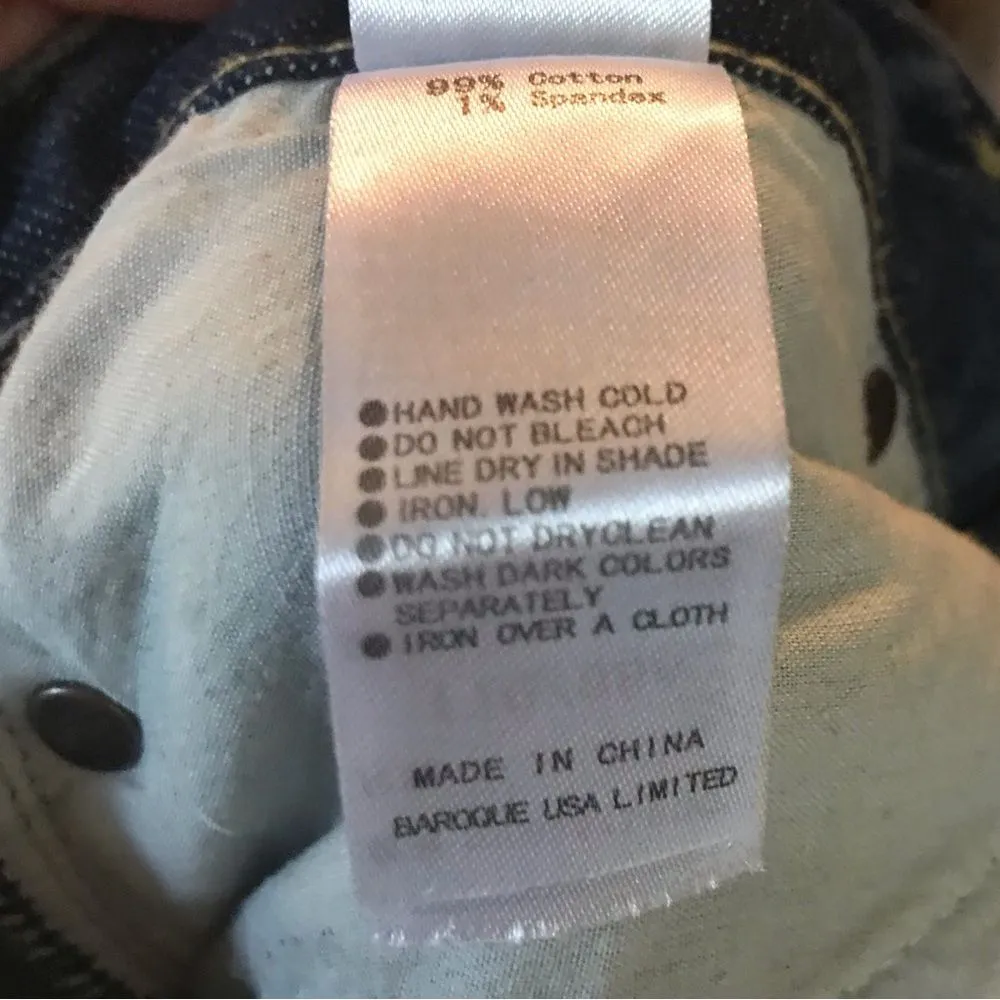 99% Cotton
1% Spandex
●HAND WASH COLD
●DO NOT BLEACH
●LINE DRY IN SHADE
●IRON. LOW
●DO NOT DRYCLEAN
●WASH DARK COLORS
SEPARATELY
●IRON OVER A CLOTH
MADE IN CHINA
BAROQUE USA LIMITED